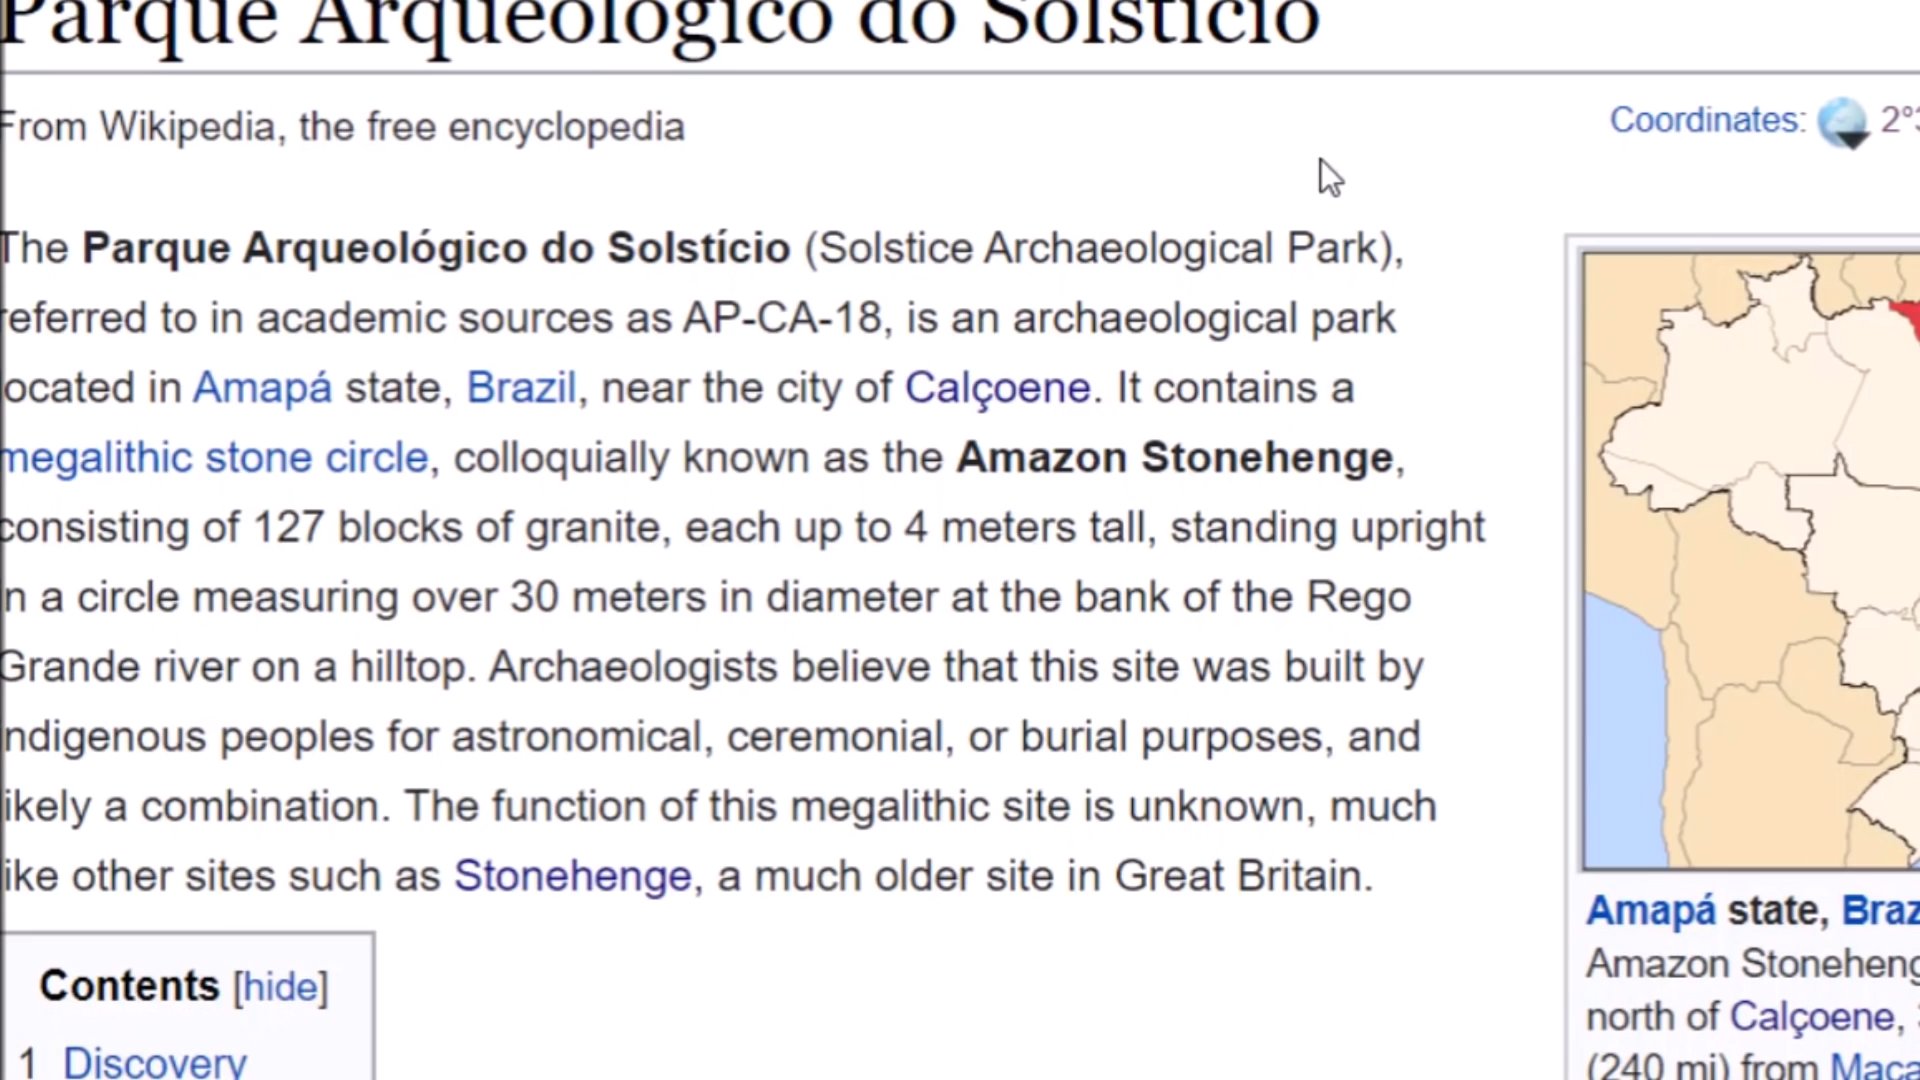 Parque Arqueológico do Solstício
From Wikipedia, the free encyclopedia
Coordinates: 2°
The Parque Arqueológico do Solstício (Solstice Archaeological Park),
referred to in academic sources as AP-CA-18, is an archaeological park
located in Amapá state, Brazil, near the city of Calçoene. It contains a
megalithic stone circle, colloquially known as the Amazon Stonehenge,
consisting of 127 blocks of granite, each up to 4 meters tall, standing upright
in a circle measuring over 30 meters in diameter at the bank of the Rego
Grande river on a hilltop. Archaeologists believe that this site was built by
indigenous peoples for astronomical, ceremonial, or burial purposes, and
likely a combination. The function of this megalithic site is unknown, much
like other sites such as Stonehenge, a much older site in Great Britain.
Contents [hide]
1 Discovery
Amapá state, Braz
Amazon Stoneheng
north of Calçoene,
(240 mi) from Maca